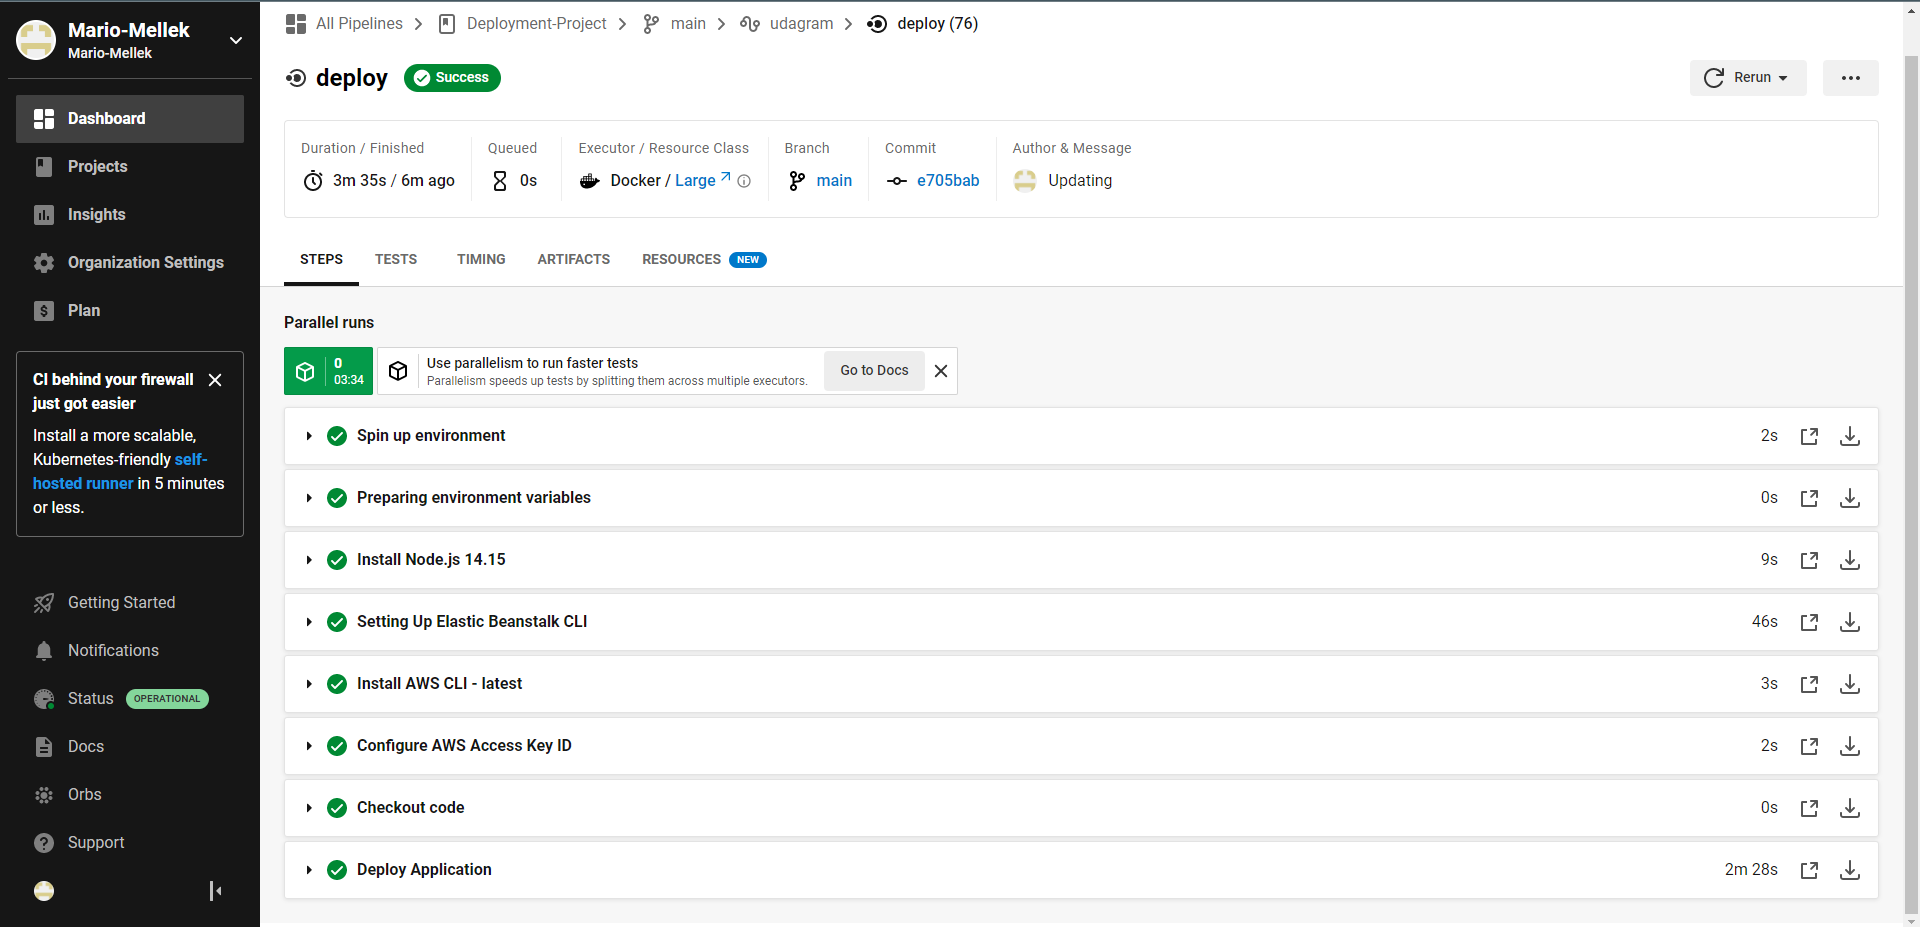 Mario-Mellek
Mario-Mellek
Dashboard
Projects
Insights
Organization Settings
Plan
CI behind your firewall
just got easier
Install a more scalable,
Kubernetes-friendly self-
hosted runner in 5 minutes
or less.
Getting Started
Notifications
Status OPERATIONAL
Docs
Orbs
Support
All Pipelines Deployment-Project main udagram deploy (76)
deploy Success
Rerun
Duration / Finished Queued Executor / Resource Class Branch Commit Author & Message
3m 35s / 6m ago 0s Docker / Large main e705bab Updating
STEPS TESTS TIMING ARTIFACTS RESOURCES NEW
Parallel runs
0
03:34
Use parallelism to run faster tests
Parallelism speeds up tests by splitting them across multiple executors.
Go to Docs
Spin up environment 2s
Preparing environment variables 0s
Install Node.js 14.15 9s
Setting Up Elastic Beanstalk CLI 46s
Install AWS CLI - latest 3s
Configure AWS Access Key ID 2s
Checkout code 0s
Deploy Application 2m 28s